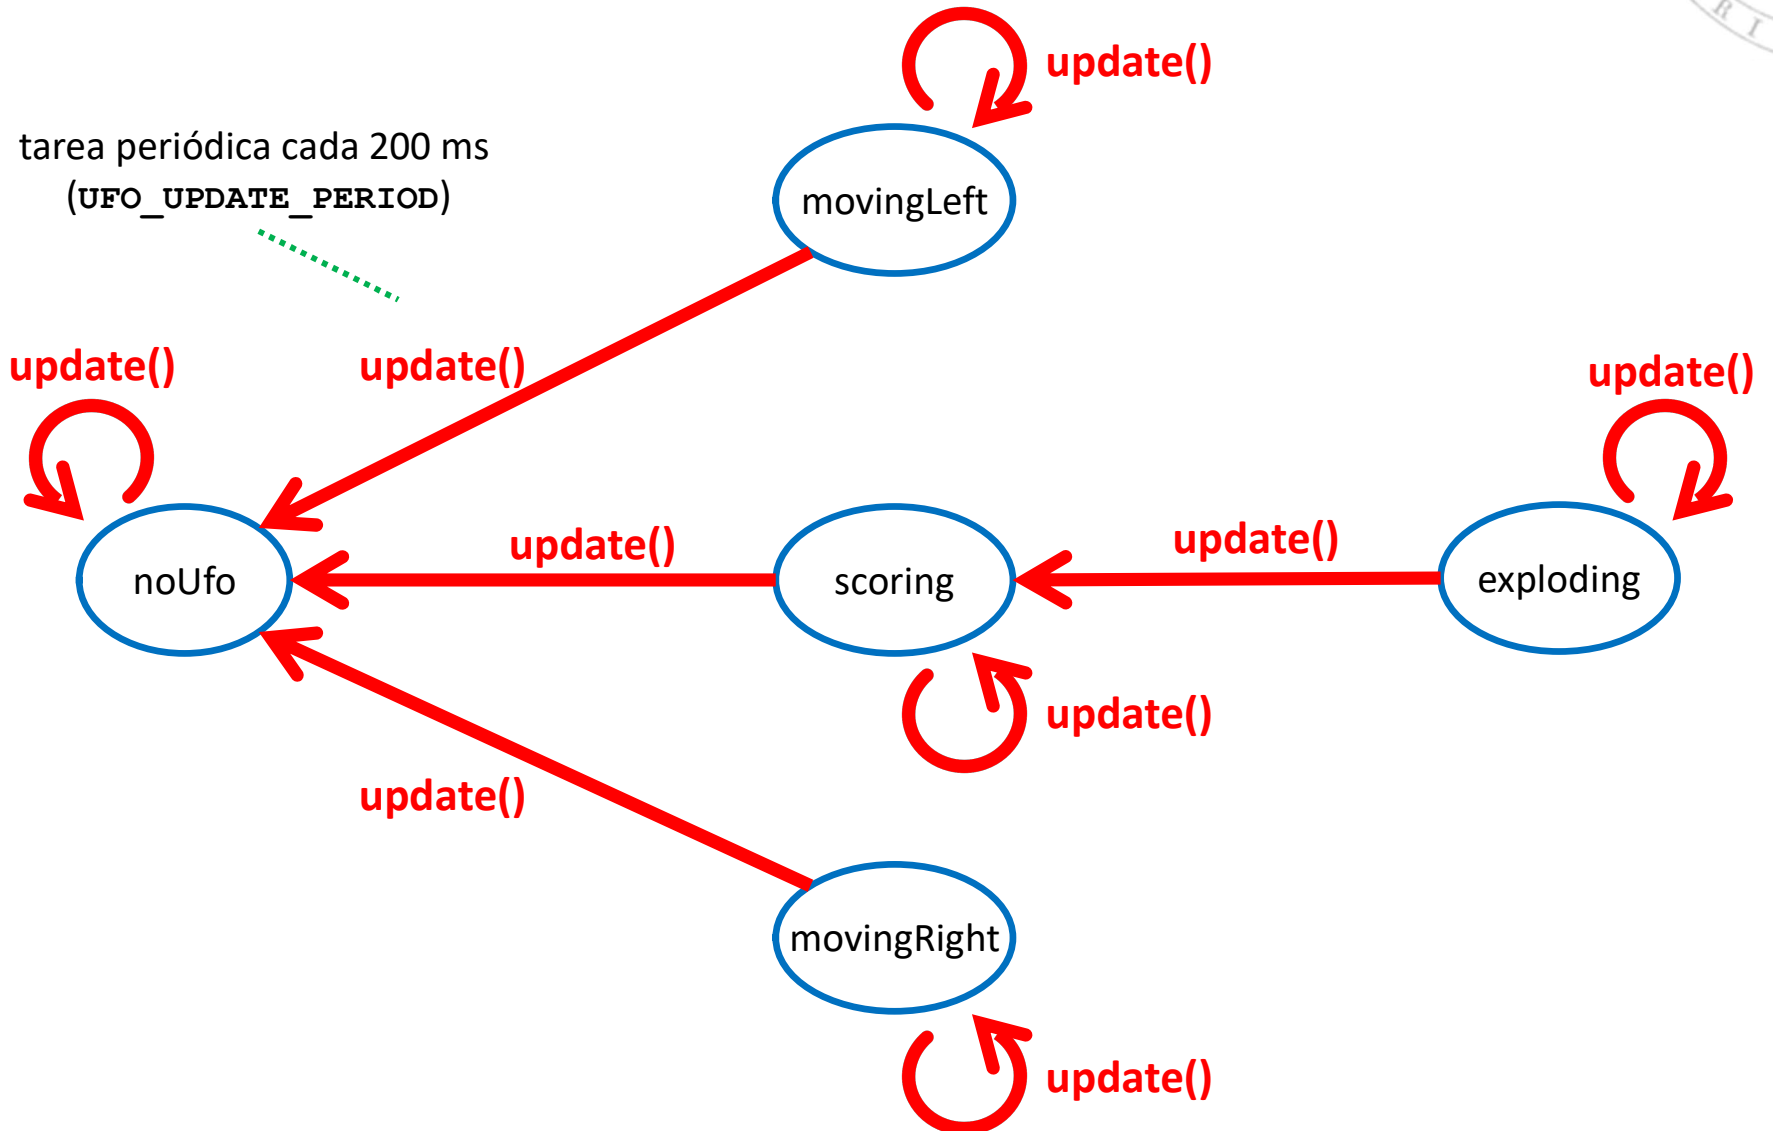 update()
tarea periódica cada 200 ms
(UFO_UPDATE_PERIOD)
movingLeft
update()
update()
update()
update()
update()
noUfo
scoring
exploding
update()
update()
movingRight
update()